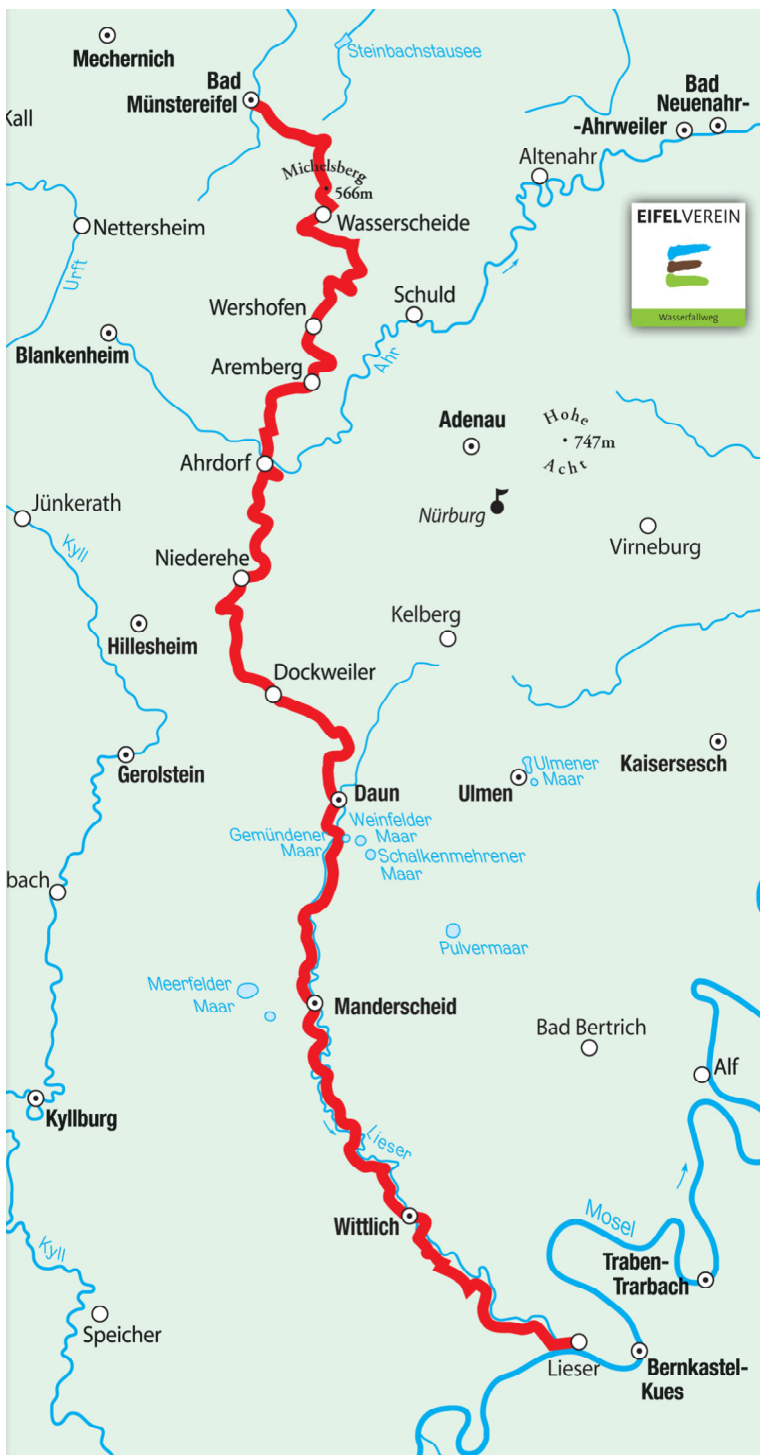 Steinbachstausee
Mechernich
Bad
Münstereifel
Bad
Neuenahr-
-Ahrweiler
Kall
Altenahr
Michelsberg
566m
Wasserscheide
EIFELVEREIN
Wasserfallweg
Nettersheim
Urft
Schuld
Wershofen
Blankenheim
Ahr
Aremberg
Hohe
747m
Acht
Adenau
Ahrdorf
Jünkerath
Nürburg
Virneburg
Kyll
Niederehe
Kelberg
Hillesheim
Dockweiler
Gerolstein
Kaisersesch
Ulmener
Maar
Ulmen
Daun
Weinfelder
Maar
Gemündener
Maar
Schalkenmehrener
Maar
bach
Pulvermaar
Meerfelder
Maar
Manderscheid
Bad Bertrich
Alf
Kyllburg
Lieser
Wittlich
Mosel
Kyll
Traben-
Trarbach
Speicher
Lieser
Bernkastel-
Kues